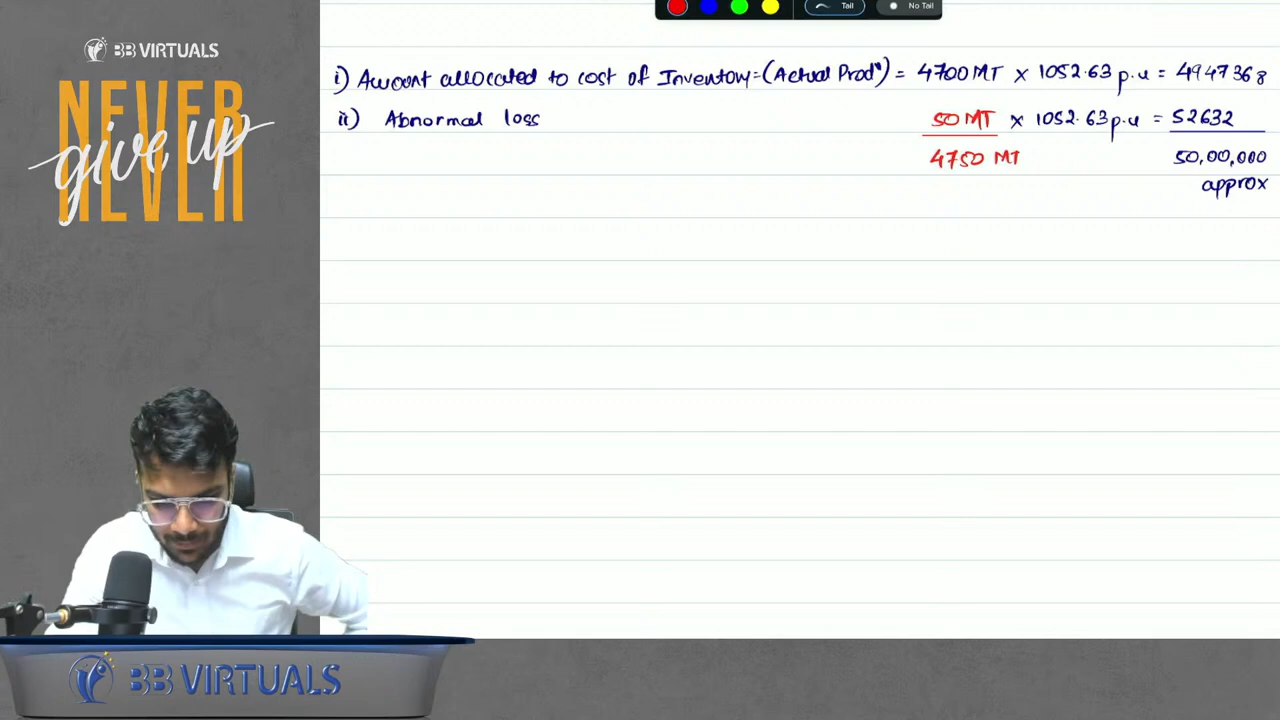 Tail
No Tail
BB VIRTUALS
NEVER
give up
NEVER
i) Amount allocated to cost of Inventory=(Actual Prodⁿ) = 4700 MT x 1052.63 p.u = 4947368
ii) Abnormal loss 50 MT x 1052.63 p.u = 52632
4750 MT 50,00,000
approx
BB VIRTUALS